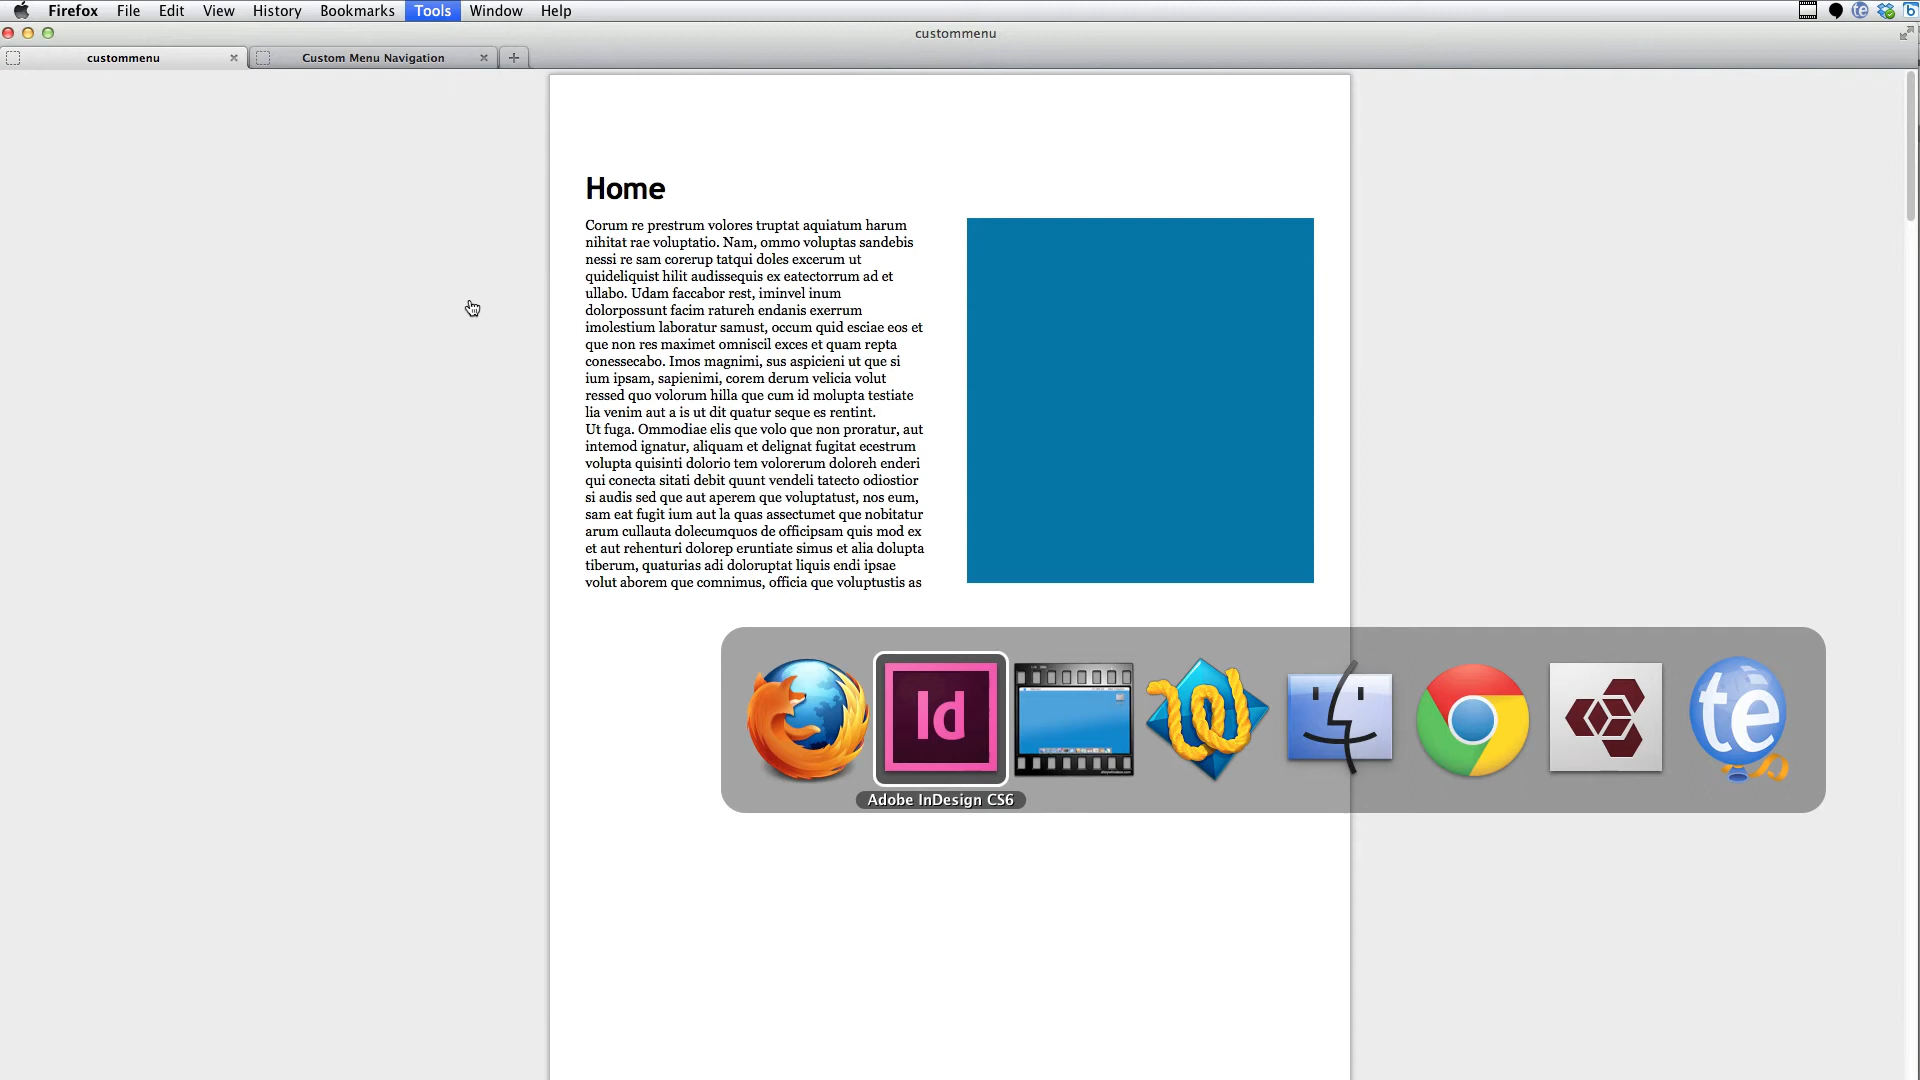 Firefox File Edit View History Bookmarks Tools Window Help
custommenu
custommenu
Custom Menu Navigation
Home
Corum re prestrum volores truptat aquiatum harum
nihitat rae voluptatio. Nam, ommo voluptas sandebis
nessi re sam corerup tatqui doles excerum ut
quideliquist hilit audissequis ex eatectorrum ad et
ullabo. Udam faccabor rest, iminvel inum
dolorpossunt facim ratureh endanis exerrum
imolestium laboratur samust, occum quid esciae eos et
que non res maximet omniscil exces et quam repta
conessecabo. Imos magnimi, sus aspicieni ut que si
ium ipsam, sapienimi, corem derum velicia volut
ressed quo volorum hilla que cum id molupta testiate
lia venim aut a is ut dit quatur seque es rentint.
Ut fuga. Ommodiae elis que volo que non proratur, aut
intemod ignatur, aliquam et delignat fugitat ecestrum
volupta quisinti dolorio tem volorerum doloreh enderi
qui conecta sitati debit quunt vendeli tatecto odiostior
si audis sed que aut aperem que voluptatust, nos eum,
sam eat fugit ium aut la quas assectumet que nobitatur
arum cullauta dolecumquos de officipsam quis mod ex
et aut rehenturi dolorep eruntiate simus et alia dolupta
tiberum, quaturias adi doloruptat liquis endi ipsae
volut aborem que comnimus, officia que voluptustis as
Id
te
Adobe InDesign CS6